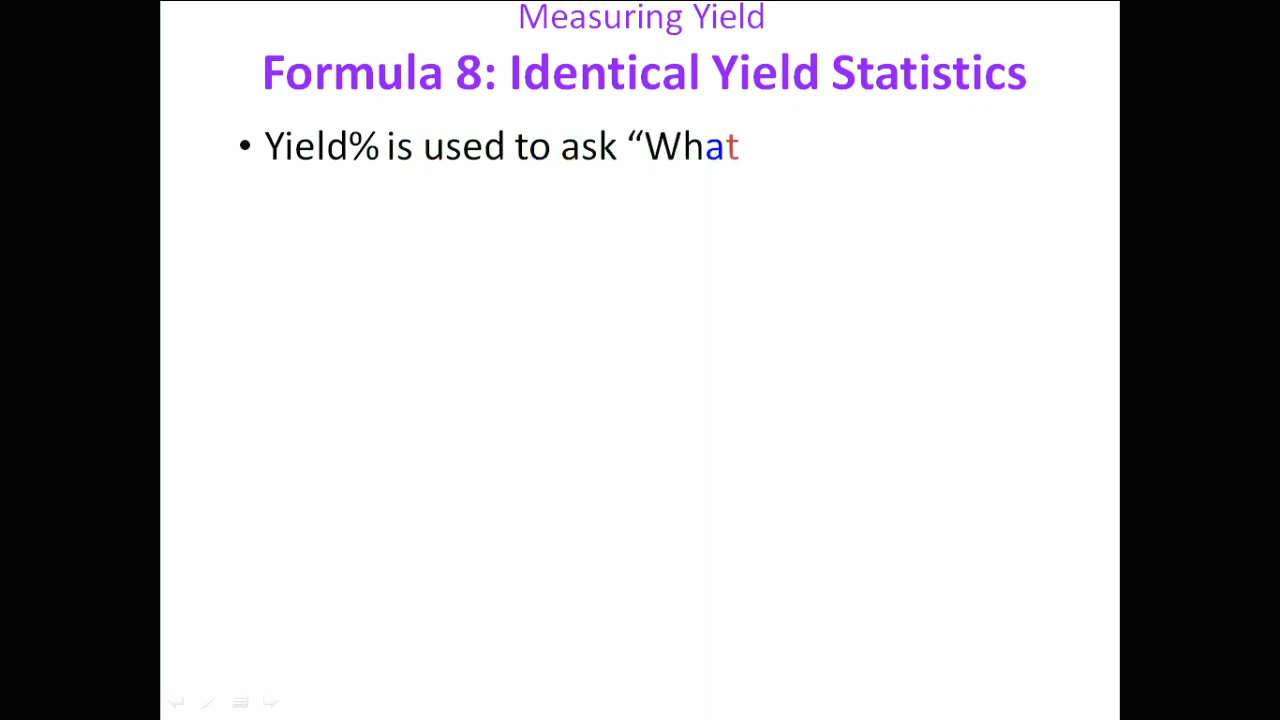 Measuring Yield
Formula 8: Identical Yield Statistics
• Yield% is used to ask “What